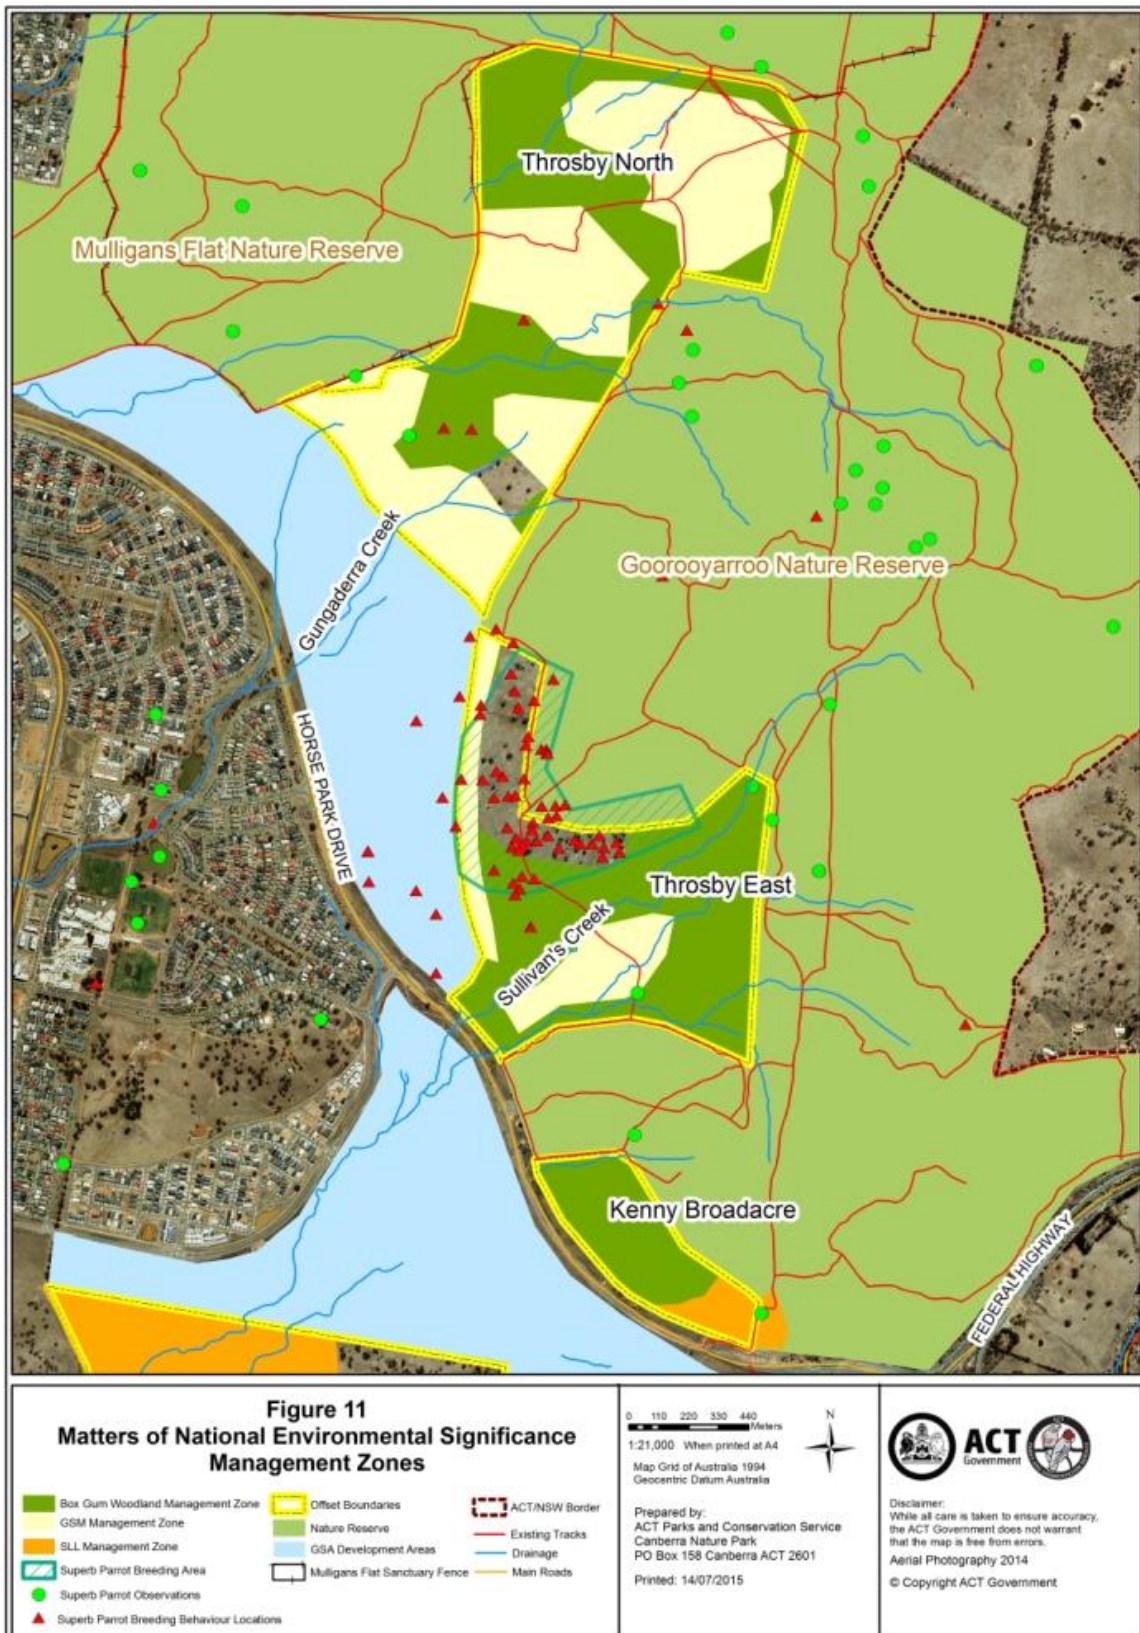 Throsby North
Mulligans Flat Nature Reserve
Gungaderra Creek
Goorooyarroo Nature Reserve
HORSE PARK DRIVE
Throsby East
Sullivan's Creek
Kenny Broadacre
FEDERAL HIGHWAY
Figure 11
Matters of National Environmental Significance
Management Zones
Box Gum Woodland Management Zone
GSM Management Zone
SLL Management Zone
Superb Parrot Breeding Area
Superb Parrot Observations
Superb Parrot Breeding Behaviour Locations
Offset Boundaries
Nature Reserve
GSA Development Areas
Mulligans Flat Sanctuary Fence
ACT/NSW Border
Existing Tracks
Drainage
Main Roads
0 110 220 330 440
Meters
1:21,000 When printed at A4
Map Grid of Australia 1994
Geocentric Datum Australia
N
Prepared by:
ACT Parks and Conservation Service
Canberra Nature Park
PO Box 158 Canberra ACT 2601
Printed: 14/07/2015
ACT
Government
Disclaimer:
While all care is taken to ensure accuracy,
the ACT Government does not warrant
that the map is free from errors.
Aerial Photography 2014
© Copyright ACT Government